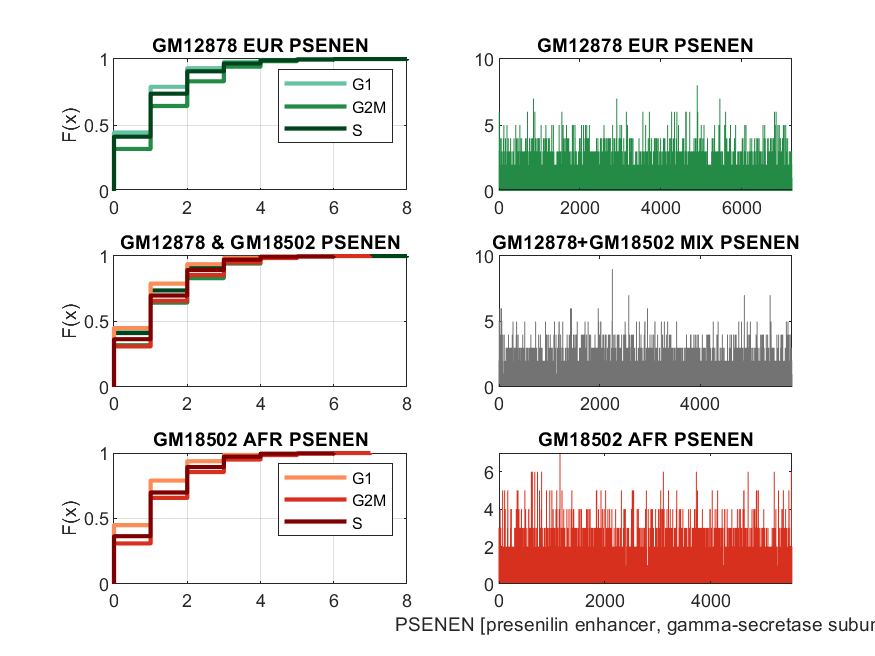 GM12878 EUR PSENEN
F(x)
1
0.5
0
0 2 4 6 8
G1
G2M
S
GM12878 EUR PSENEN
10
5
0
0 2000 4000 6000
GM12878 & GM18502 PSENEN
F(x)
1
0.5
0
0 2 4 6 8
GM12878+GM18502 MIX PSENEN
10
5
0
0 2000 4000
GM18502 AFR PSENEN
F(x)
1
0.5
0
0 2 4 6 8
G1
G2M
S
GM18502 AFR PSENEN
6
4
2
0
0 2000 4000
PSENEN [presenilin enhancer, gamma-secretase